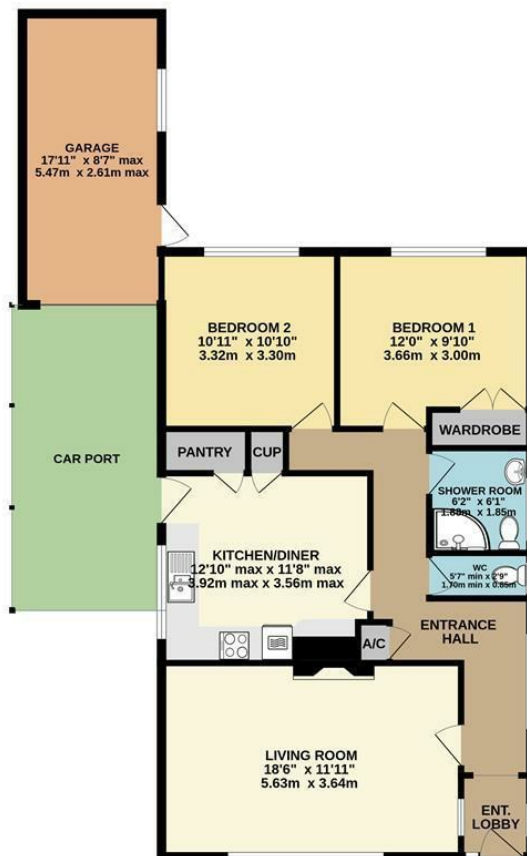 GARAGE
17'11" x 8'7" max
5.47m x 2.61m max
BEDROOM 2
10'11" x 10'10"
3.32m x 3.30m
BEDROOM 1
12'0" x 9'10"
3.66m x 3.00m
WARDROBE
PANTRY
CUP
CAR PORT
SHOWER ROOM
6'2" x 6'1"
1.88m x 1.85m
KITCHEN/DINER
12'10" max x 11'8" max
3.92m max x 3.56m max
WC
5'7" min x 2'9"
1.70m min x 0.85m
ENTRANCE
HALL
A/C
LIVING ROOM
18'6" x 11'11"
5.63m x 3.64m
ENT.
LOBBY